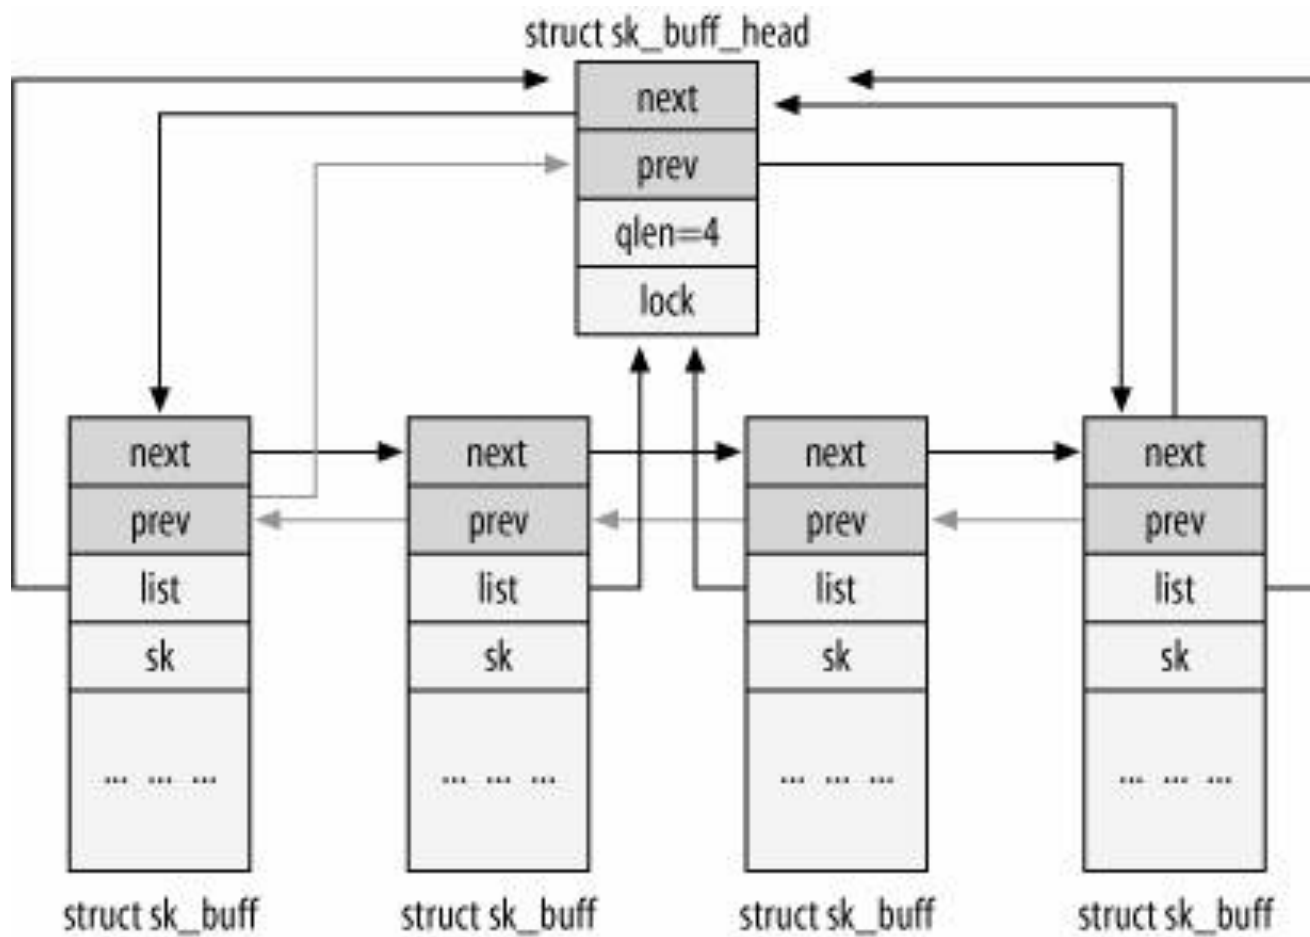 struct sk_buff_head
next
prev
qlen=4
lock
next
prev
list
sk
... ... ...
struct sk_buff
next
prev
list
sk
... ... ...
struct sk_buff
next
prev
list
sk
... ... ...
struct sk_buff
next
prev
list
sk
... ... ...
struct sk_buff